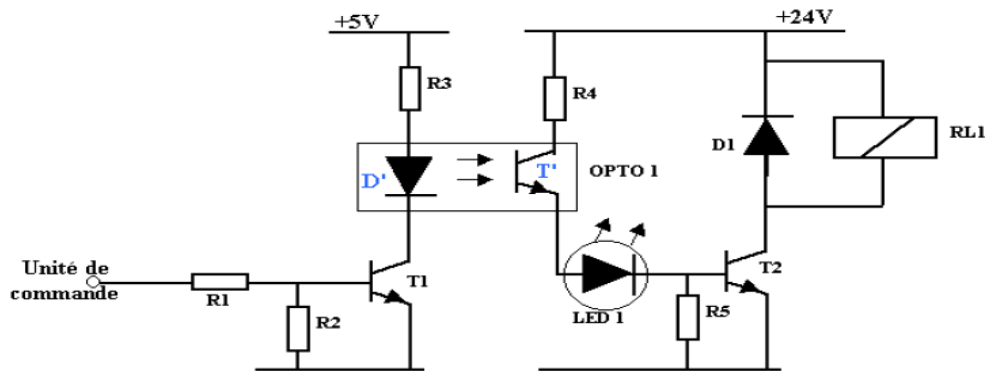 +5V
+24V
R3
R4
D1
RL1
D'
T'
OPTO 1
Unité de
commande
R1
T1
R2
LED 1
R5
T2